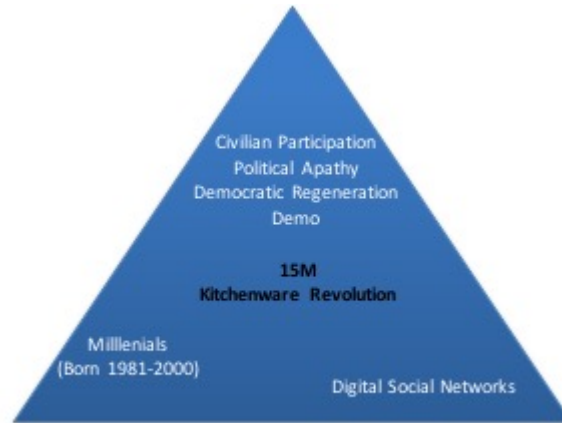 Civilian Participation
Political Apathy
Democratic Regeneration
Demo
15M
Kitchenware Revolution
Milllenials
(Born 1981-2000)
Digital Social Networks